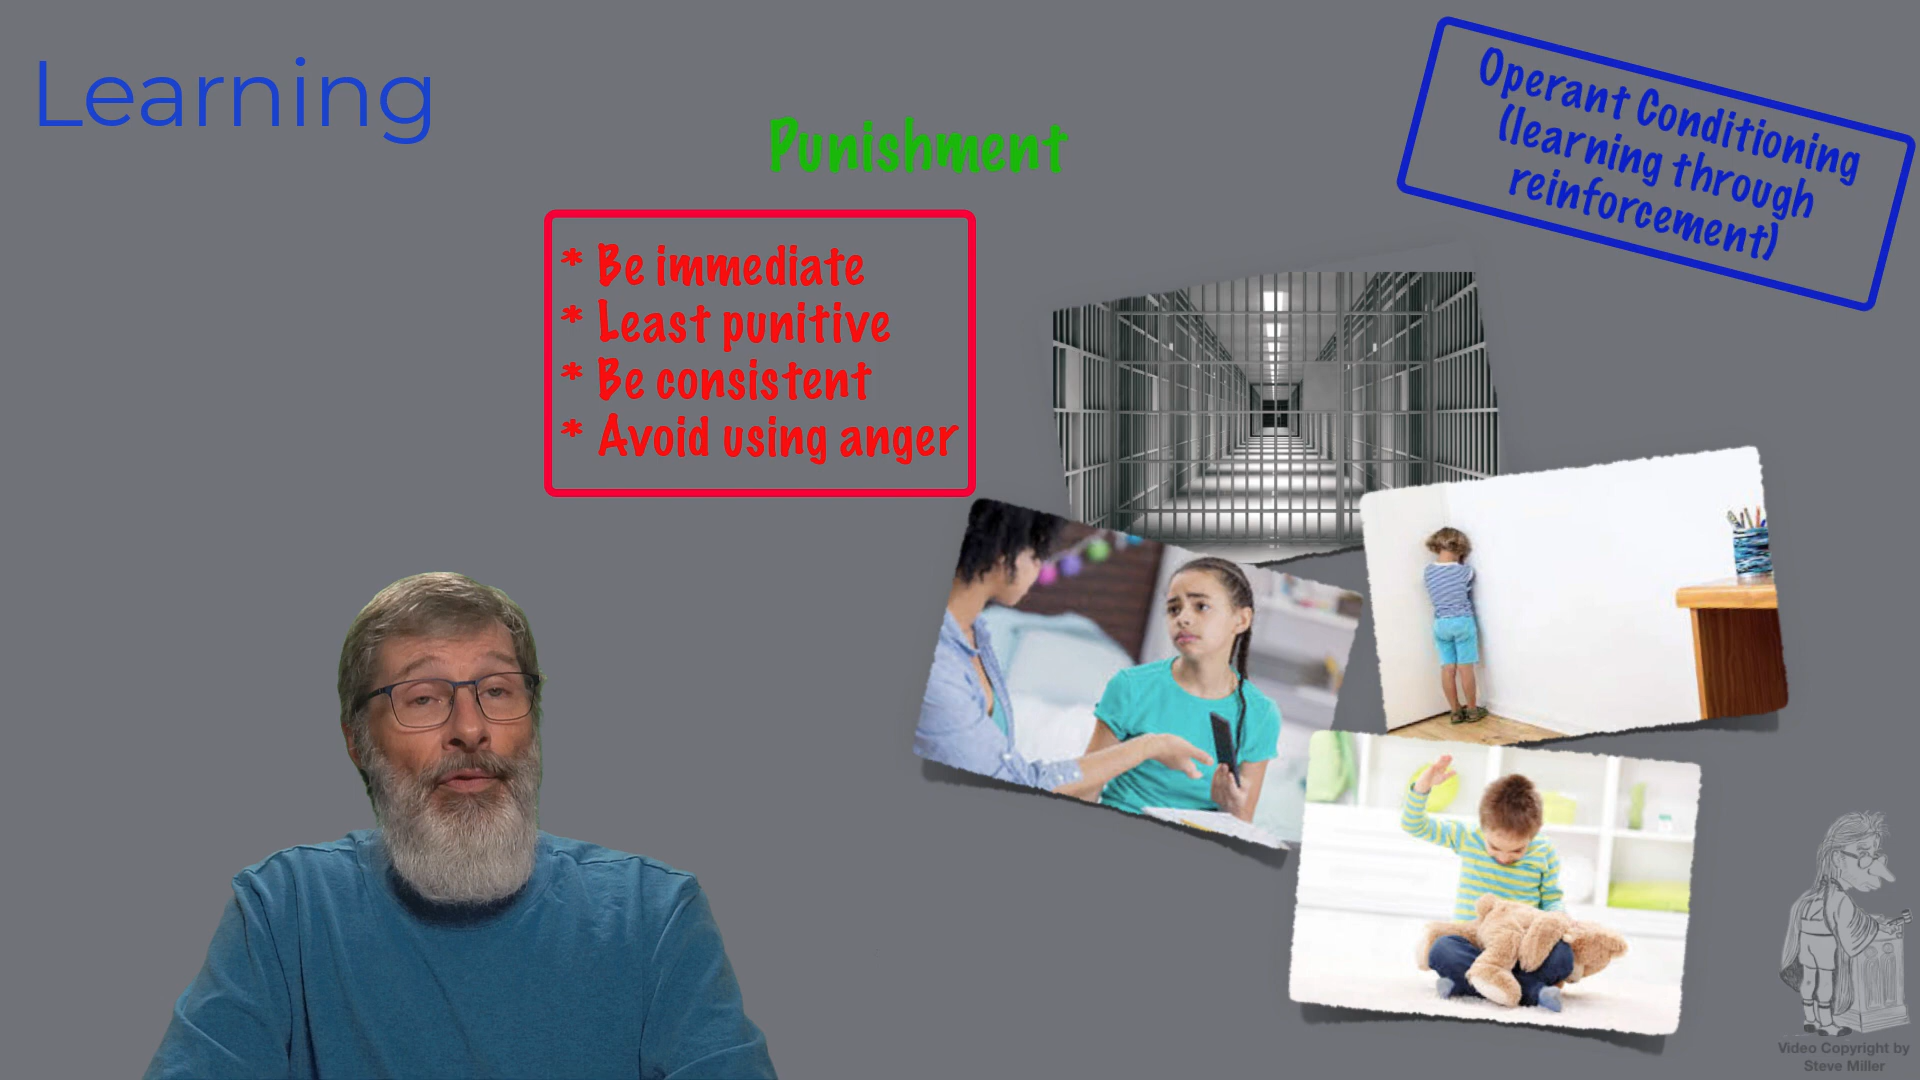 Learning
Punishment
Operant Conditioning
(learning through
reinforcement)
* Be immediate
* Least punitive
* Be consistent
* Avoid using anger
Video Copyright by
Steve Miller